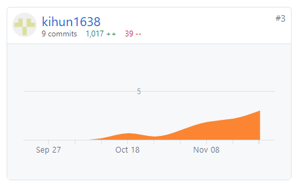 kihun1638
#3
9 commits 1,017 ++ 39 --
5
Sep 27 Oct 18 Nov 08